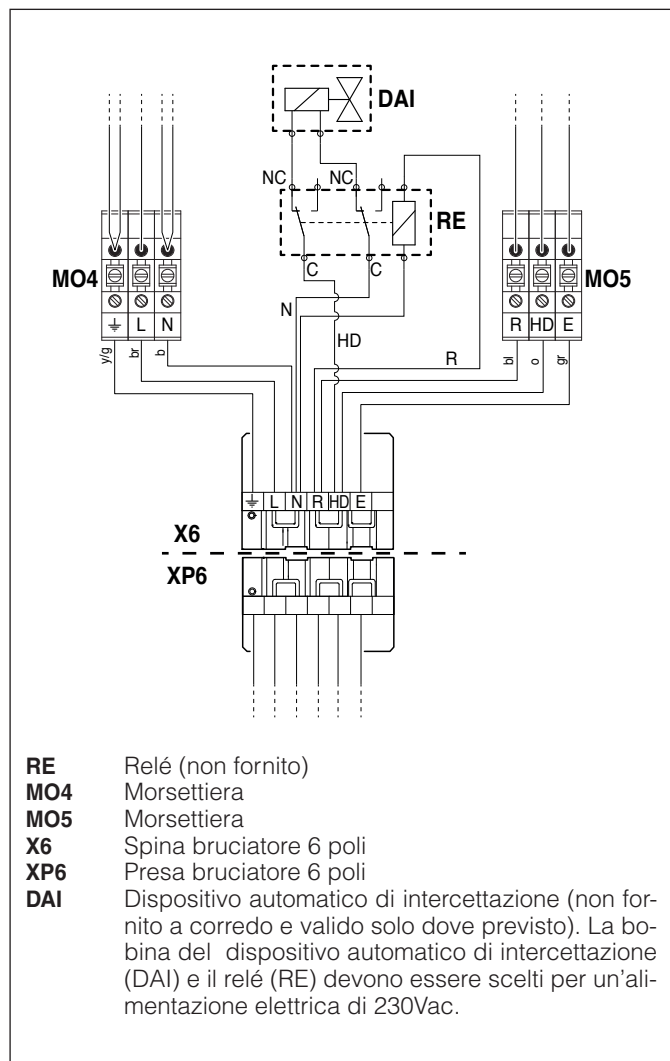 DAI
NC NC
RE
MO4
MO5
C C
N
⏚ L N
R HD E
HD
R
y/g br b
bl o gr
⏚ L N R HD E
X6
XP6
RE Relé (non fornito)
MO4 Morsettiera
MO5 Morsettiera
X6 Spina bruciatore 6 poli
XP6 Presa bruciatore 6 poli
DAI Dispositivo automatico di intercettazione (non for-
nito a corredo e valido solo dove previsto). La bo-
bina del dispositivo automatico di intercettazione
(DAI) e il relé (RE) devono essere scelti per un'ali-
mentazione elettrica di 230Vac.